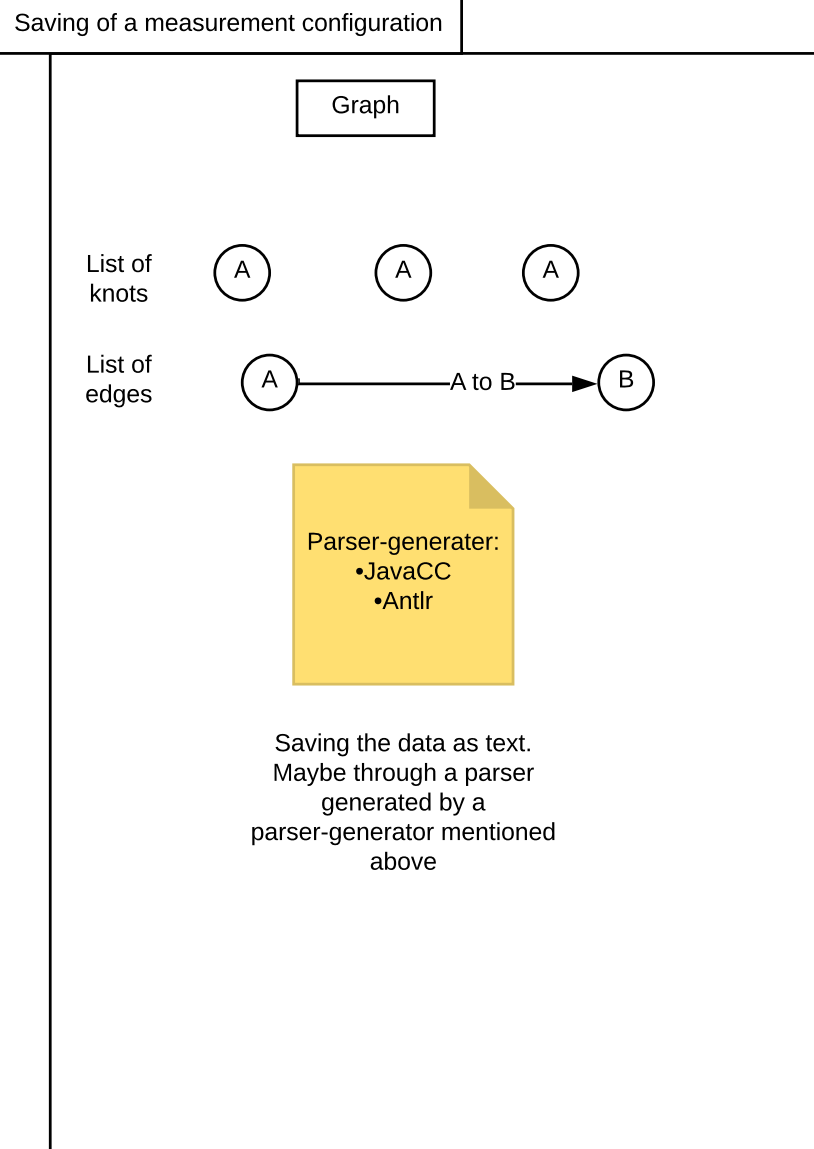 Saving of a measurement configuration
Graph
List of
knots
A
A
A
List of
edges
A
A to B
B
Parser-generater:
•JavaCC
•Antlr
Saving the data as text.
Maybe through a parser
generated by a
parser-generator mentioned
above